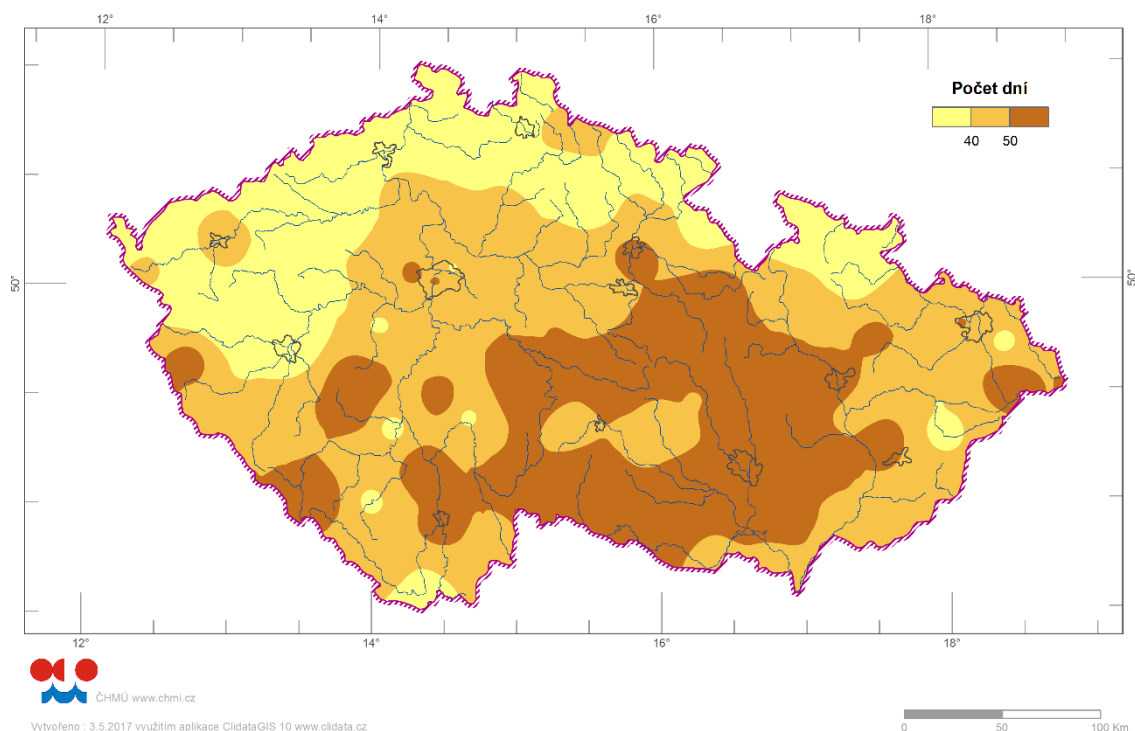 12° 14° 16° 18°
Počet dní
40 50
50° 50°
12° 14° 16° 18°
ČHMÚ www.chmi.cz
Vytvořeno : 3.5.2017 využitím aplikace ClidataGIS 10 www.clidata.cz
0 50 100 Km